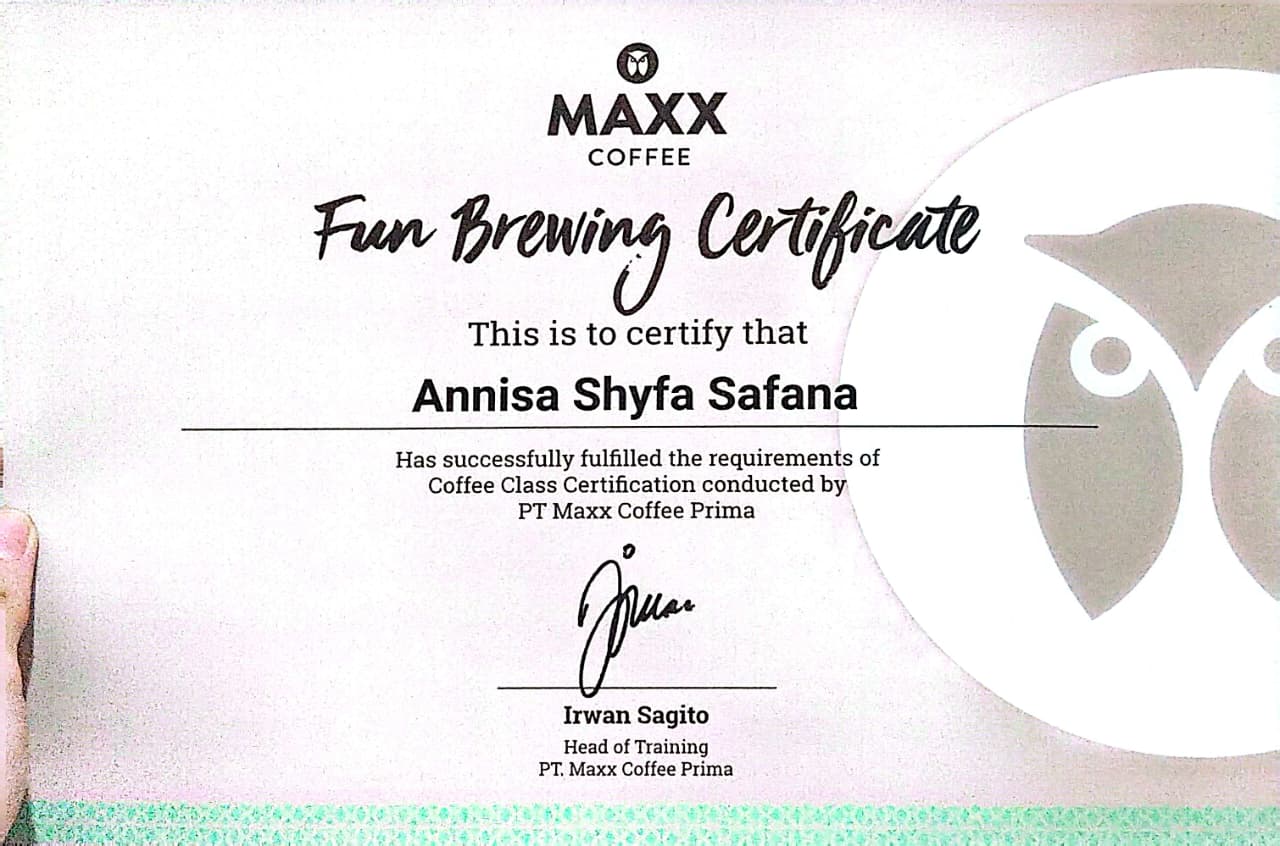 MAXX
COFFEE
Fun Brewing Certificate
This is to certify that
Annisa Shyfa Safana
Has successfully fulfilled the requirements of
Coffee Class Certification conducted by
PT Maxx Coffee Prima
Irwan Sagito
Head of Training
PT. Maxx Coffee Prima